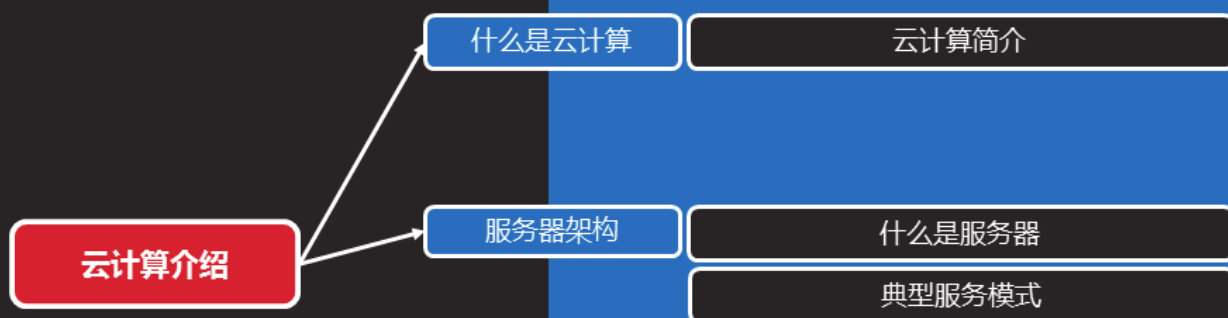 什么是云计算
云计算简介
云计算介绍
服务器架构
什么是服务器
典型服务模式